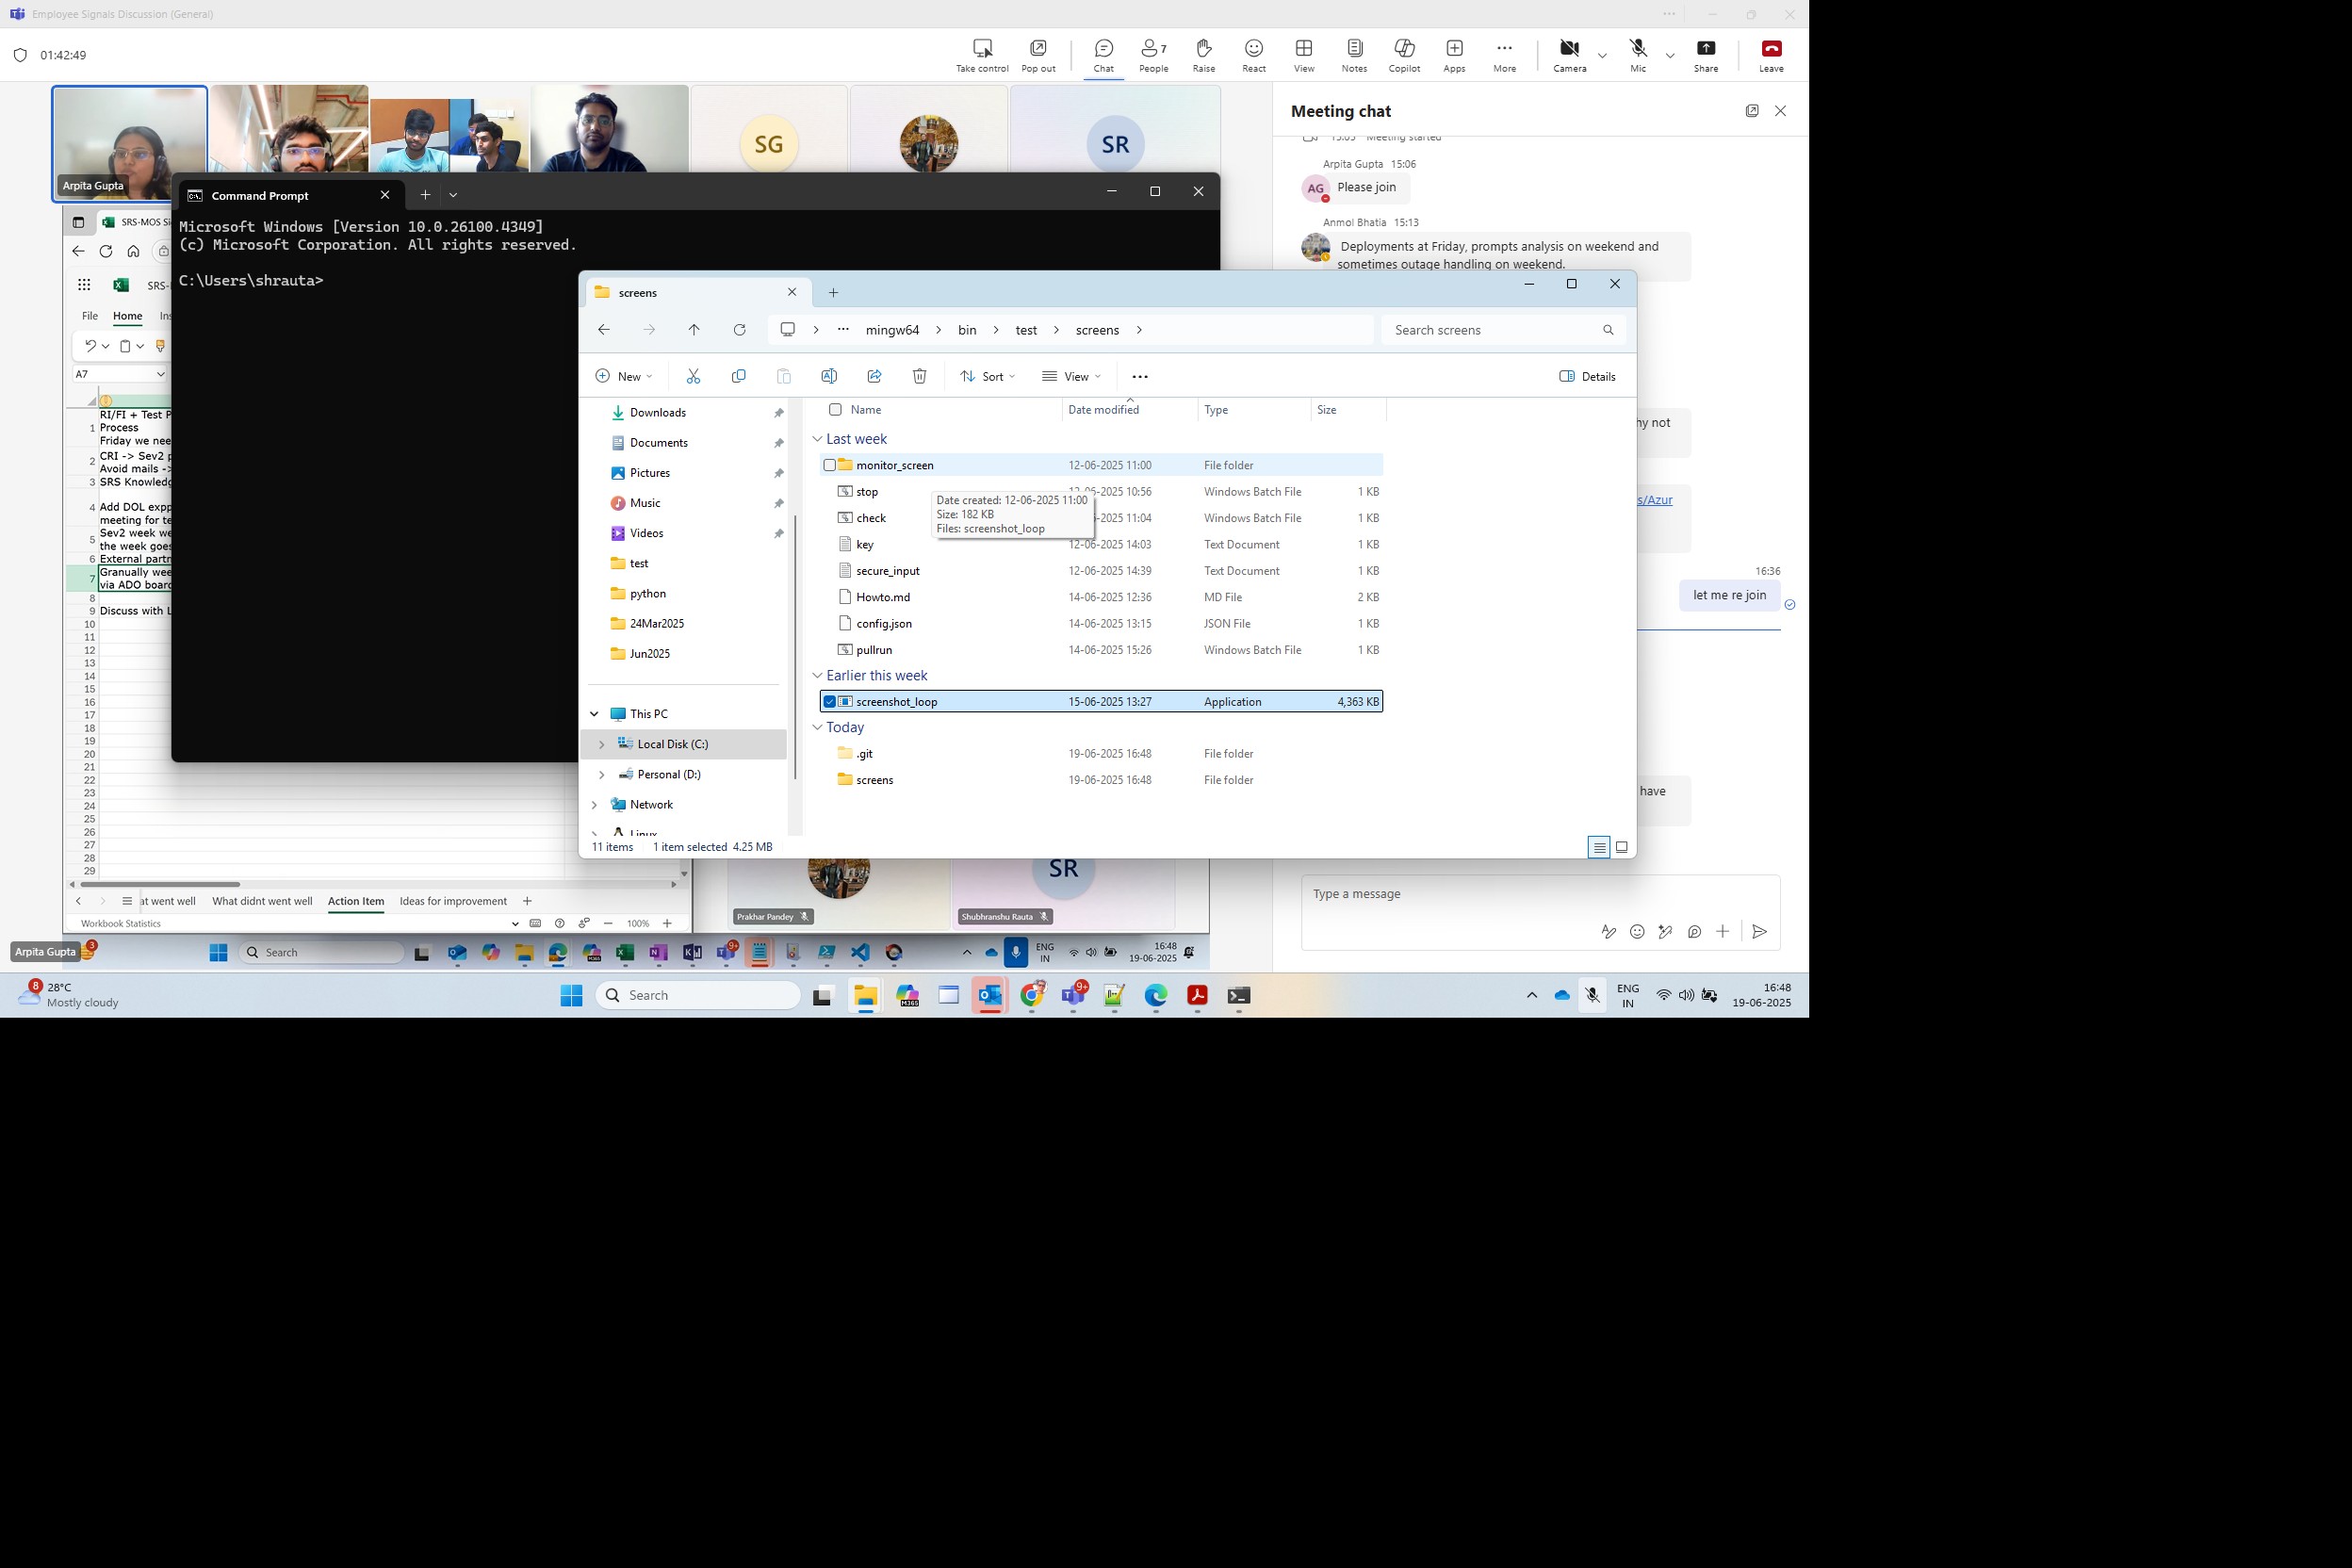 Employee Signals Discussion (General)
01:42:49
Take control
Pop out
Chat
7
People
Raise
React
View
Notes
Copilot
Apps
More
Camera
Mic
Share
Leave
Arpita Gupta
SG
SR
Meeting chat
15:05 Meeting started
Arpita Gupta 15:06
AG
Please join
Anmol Bhatia 15:13
Deployments at Friday, prompts analysis on weekend and
sometimes outage handling on weekend.
hy not
s/Azur
16:36
let me re join
have
Type a message
Command Prompt
Microsoft Windows [Version 10.0.26100.4349]
(c) Microsoft Corporation. All rights reserved.
C:\Users\shrauta>
SRS-MOS Si
SRS-
File Home Ins
A7
1 RI/FI + Test P
Process
Friday we nee
2 CRI -> Sev2 p
Avoid mails ->
3 SRS Knowledg
4 Add DOL expp
meeting for te
5 Sev2 week we
the week goes
6 External partn
7 Granually wee
via ADO board
8
9 Discuss with L
10
11
12
13
14
15
16
17
18
19
20
21
22
23
24
25
26
27
28
29
at went well What didnt went well Action Item Ideas for improvement
Workbook Statistics
100%
screens
mingw64 > bin > test > screens >
Search screens
New
Sort
View
Details
Downloads
Documents
Pictures
Music
Videos
test
python
24Mar2025
Jun2025
This PC
Local Disk (C:)
Personal (D:)
Network
Linux
Name Date modified Type Size
Last week
monitor_screen 12-06-2025 11:00 File folder
stop 12-06-2025 10:56 Windows Batch File 1 KB
check 11:04 Windows Batch File 1 KB
key 12-06-2025 14:03 Text Document 1 KB
secure_input 12-06-2025 14:39 Text Document 1 KB
Howto.md 14-06-2025 12:36 MD File 2 KB
config.json 14-06-2025 13:15 JSON File 1 KB
pullrun 14-06-2025 15:26 Windows Batch File 1 KB
Date created: 12-06-2025 11:00
Size: 182 KB
Files: screenshot_loop
Earlier this week
screenshot_loop 15-06-2025 13:27 Application 4,363 KB
Today
.git 19-06-2025 16:48 File folder
screens 19-06-2025 16:48 File folder
11 items 1 item selected 4.25 MB
SR
Prakhar Pandey
Shubhranshu Rauta
Arpita Gupta
3
Search
9+
ENG
IN
16:48
19-06-2025
8
28°C
Mostly cloudy
Search
M365
9+
ENG
IN
16:48
19-06-2025